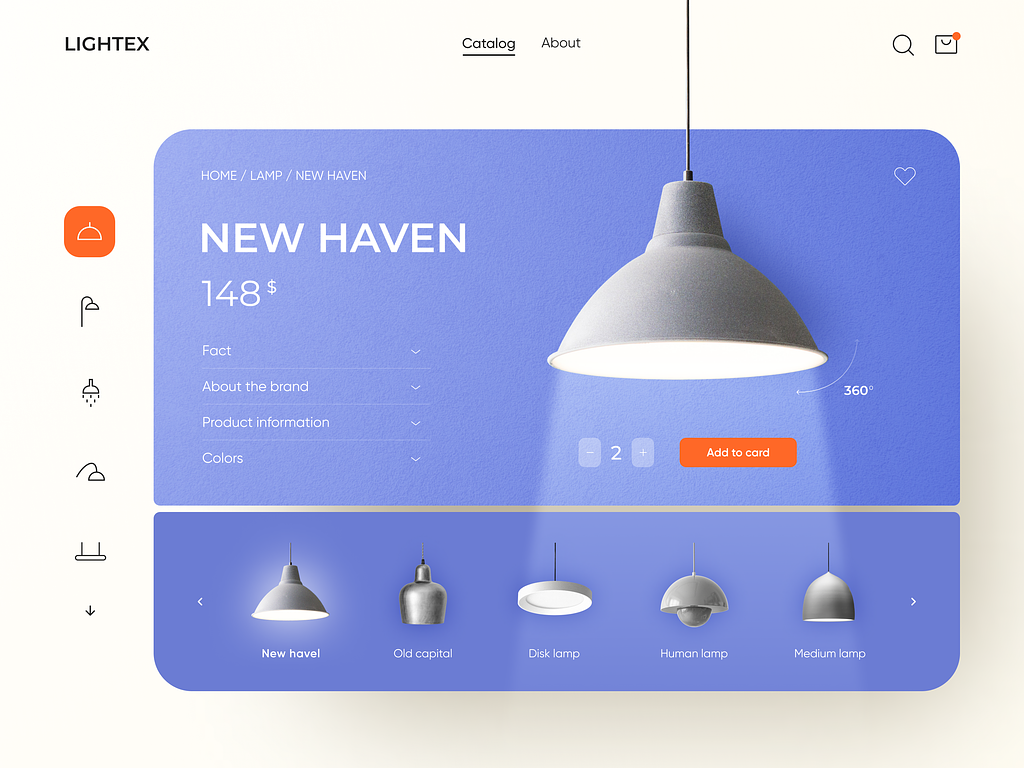 LIGHTEX
Catalog
About
HOME / LAMP / NEW HAVEN
NEW HAVEN
148 $
Fact
About the brand
Product information
Colors
360°
− 2 +
Add to card
New havel
Old capital
Disk lamp
Human lamp
Medium lamp